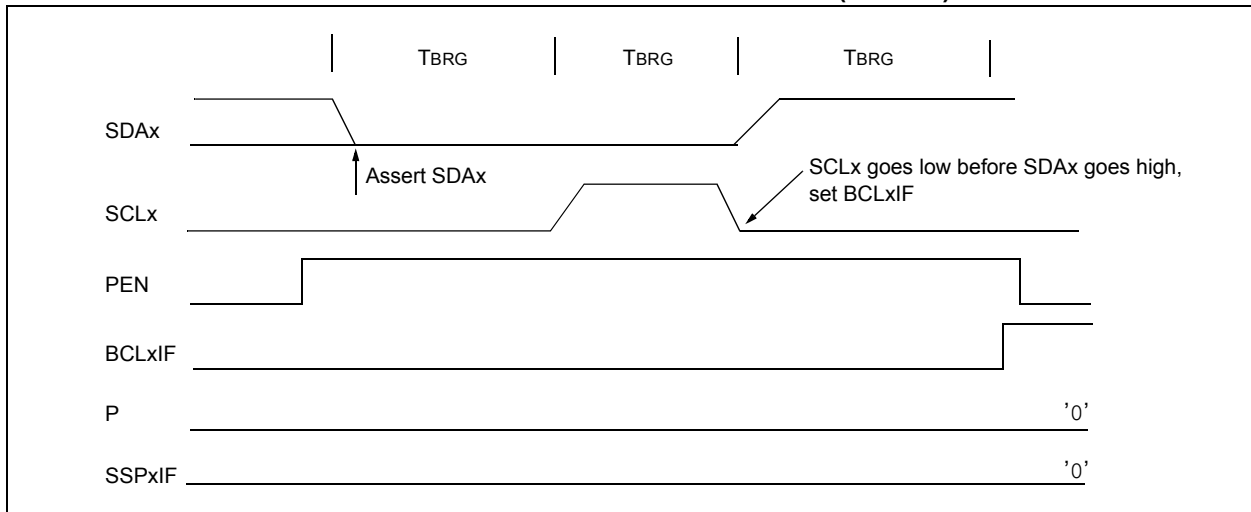 TBRG TBRG TBRG
SDAx
Assert SDAx
SCLx goes low before SDAx goes high,
set BCLxIF
SCLx
PEN
BCLxIF
P '0'
SSPxIF '0'